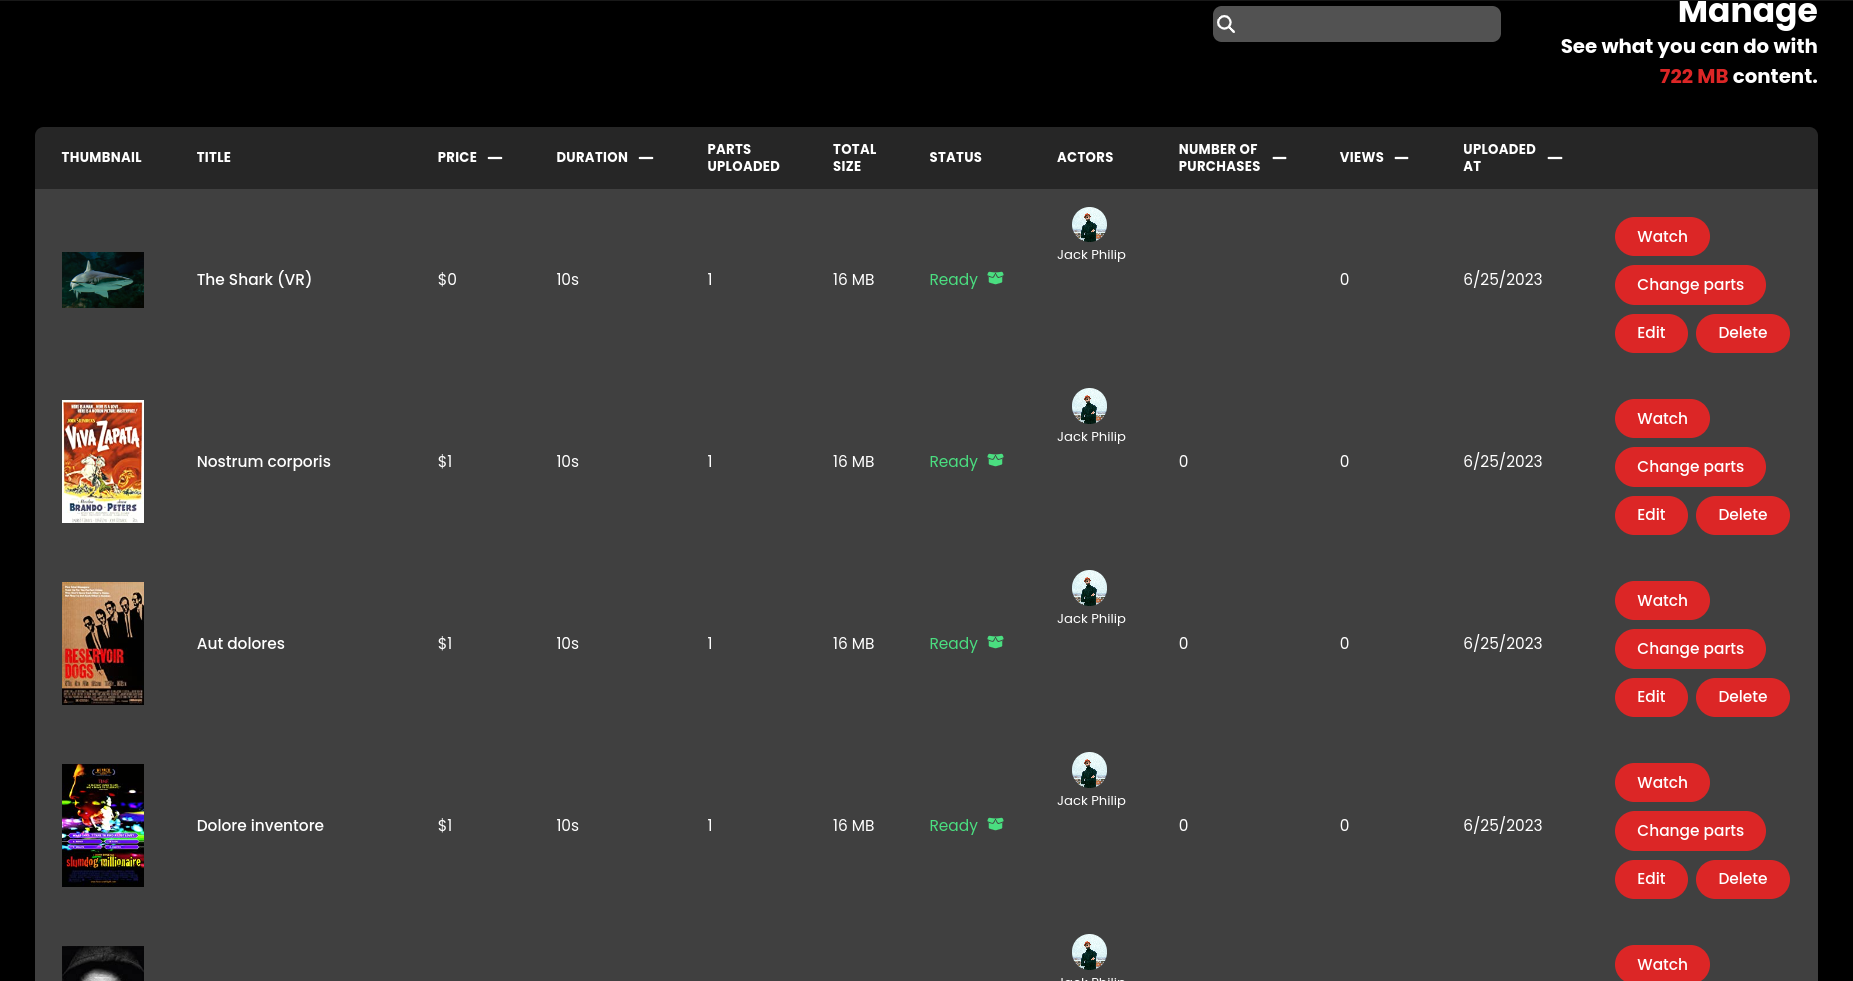 Manage
See what you can do with
722 MB content.
THUMBNAIL TITLE PRICE — DURATION — PARTS UPLOADED TOTAL SIZE STATUS ACTORS NUMBER OF PURCHASES — VIEWS — UPLOADED AT —
Jack Philip
The Shark (VR) $0 10s 1 16 MB Ready 0 6/25/2023
Watch
Change parts
Edit Delete
VIVA ZAPATA
BRANDO PETERS
Jack Philip
Nostrum corporis $1 10s 1 16 MB Ready 0 0 6/25/2023
Watch
Change parts
Edit Delete
RESERVOIR
DOGS
Jack Philip
Aut dolores $1 10s 1 16 MB Ready 0 0 6/25/2023
Watch
Change parts
Edit Delete
slumdog millionaire
Jack Philip
Dolore inventore $1 10s 1 16 MB Ready 0 0 6/25/2023
Watch
Change parts
Edit Delete
Jack Philip
Watch